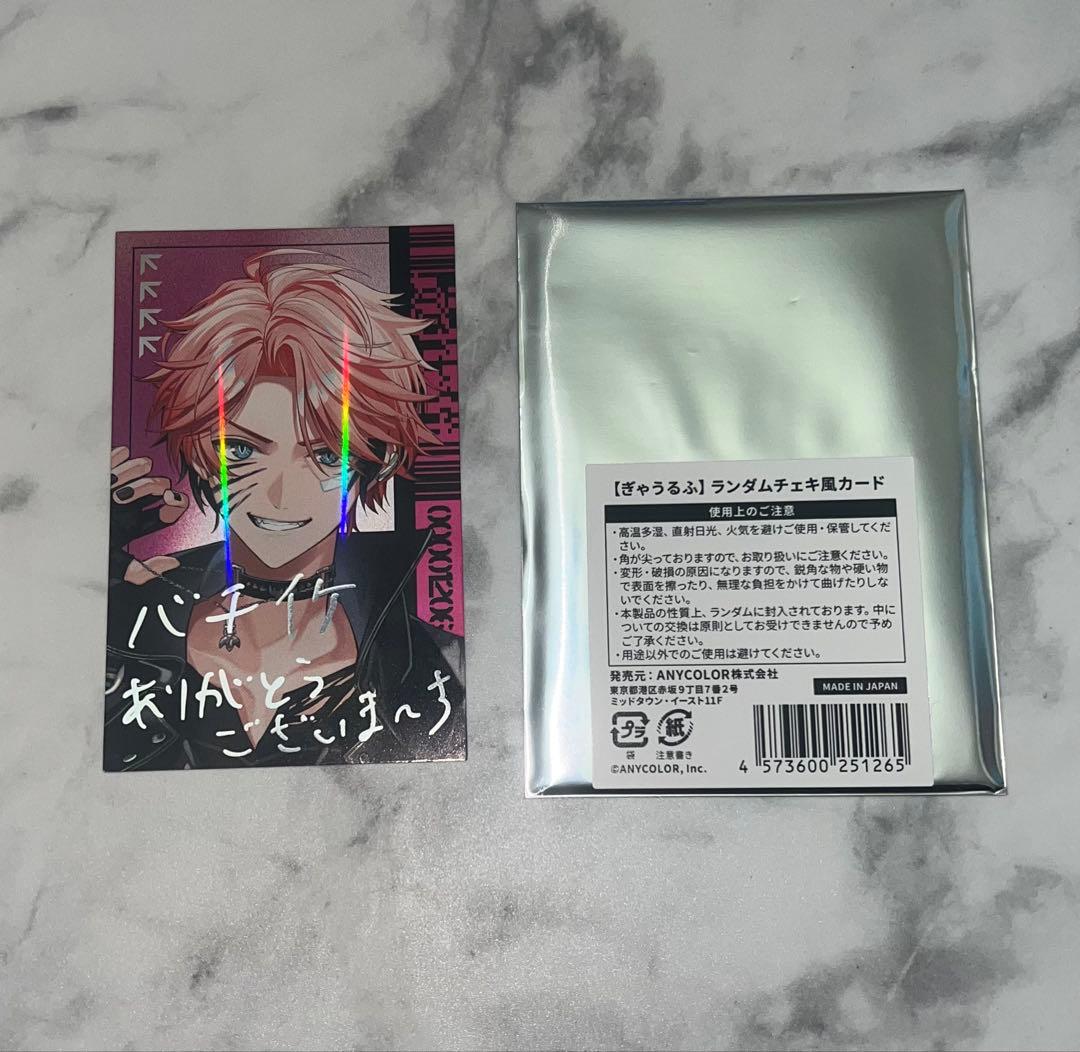 バチ竹
ありがとう
ございま〜す
【ぎゃうるふ】ランダムチェキ風カード
使用上のご注意
・高温多湿、直射日光、火気を避けご使用・保管してくだ
さい。
・角が尖っておりますので、お取り扱いにご注意ください。
・変形・破損の原因になりますので、鋭角な物や硬い物
で表面を擦ったり、無理な負担をかけて曲げたりしな
いでください。
・本製品の性質上、ランダムに封入されております。中に
ついての交換は原則としてお受けできませんので予め
ご了承ください。
・用途以外でのご使用は避けてください。
発売元：ANYCOLOR株式会社
東京都港区赤坂9丁目7番2号
ミッドタウン・イースト11F
MADE IN JAPAN
プラ
袋
紙
注意書き
©ANYCOLOR, Inc.
4 573600 251265